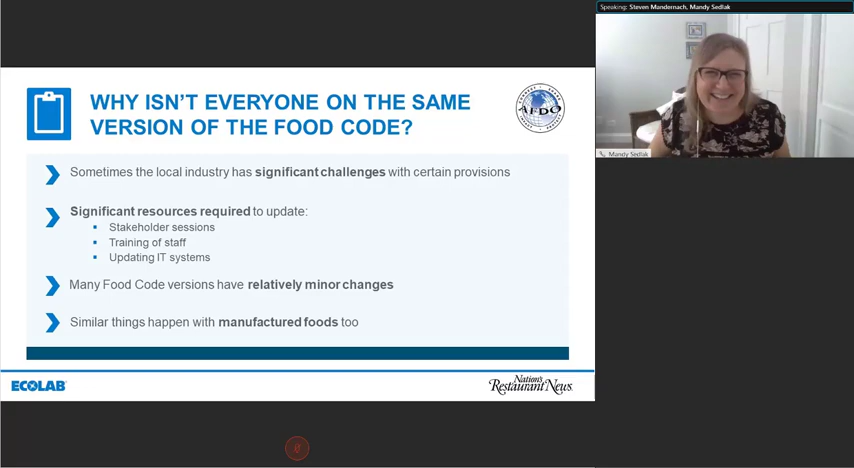 Speaking: Steven Mandernach, Mandy Sedlak
WHY ISN'T EVERYONE ON THE SAME
VERSION OF THE FOOD CODE?
AFDO
Sometimes the local industry has significant challenges with certain provisions
Significant resources required to update:
Stakeholder sessions
Training of staff
Updating IT systems
Many Food Code versions have relatively minor changes
Similar things happen with manufactured foods too
ECOLAB
Nation's
Restaurant News
Mandy Sedlak